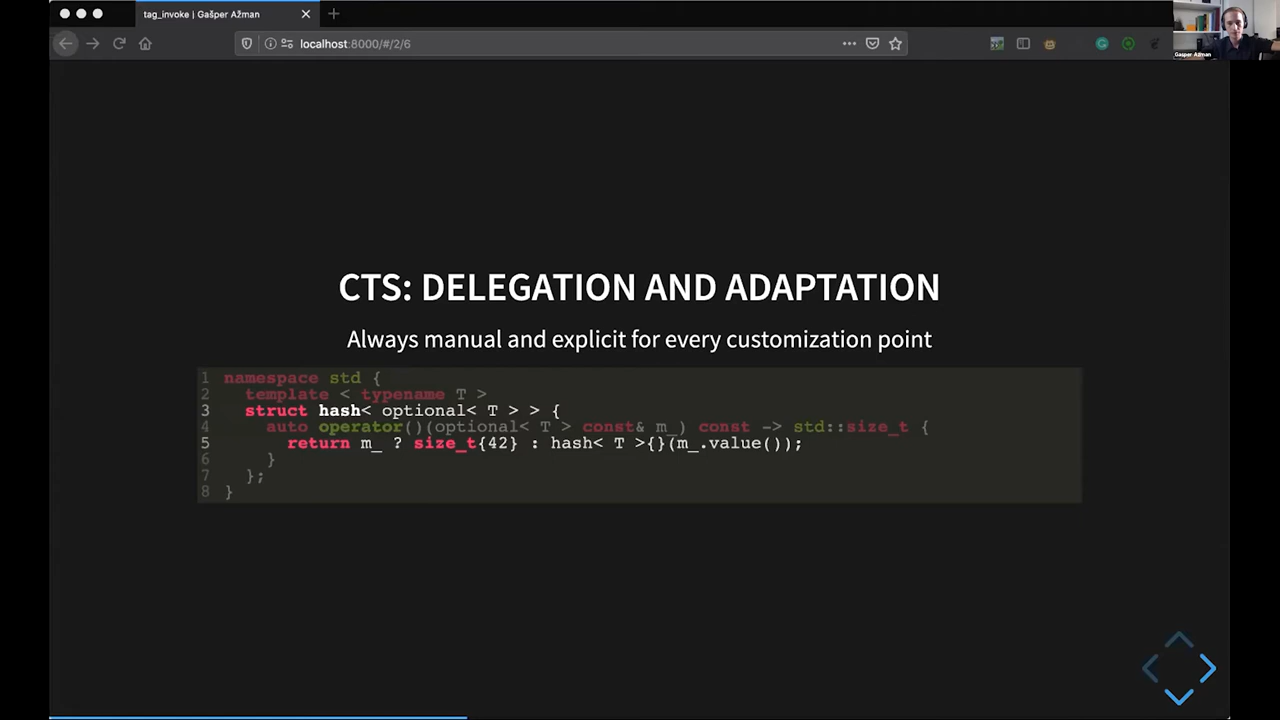 tag_invoke | Gašper Ažman
localhost:8000/#/2/6
Gašper Ažman
CTS: DELEGATION AND ADAPTATION
Always manual and explicit for every customization point
1 namespace std {
2   template < typename T >
3   struct hash< optional< T > > {
4     auto operator()(optional< T > const& m_) const -> std::size_t {
5       return m_ ? size_t{42} : hash< T >{}(m_.value());
6     }
7   };
8 }